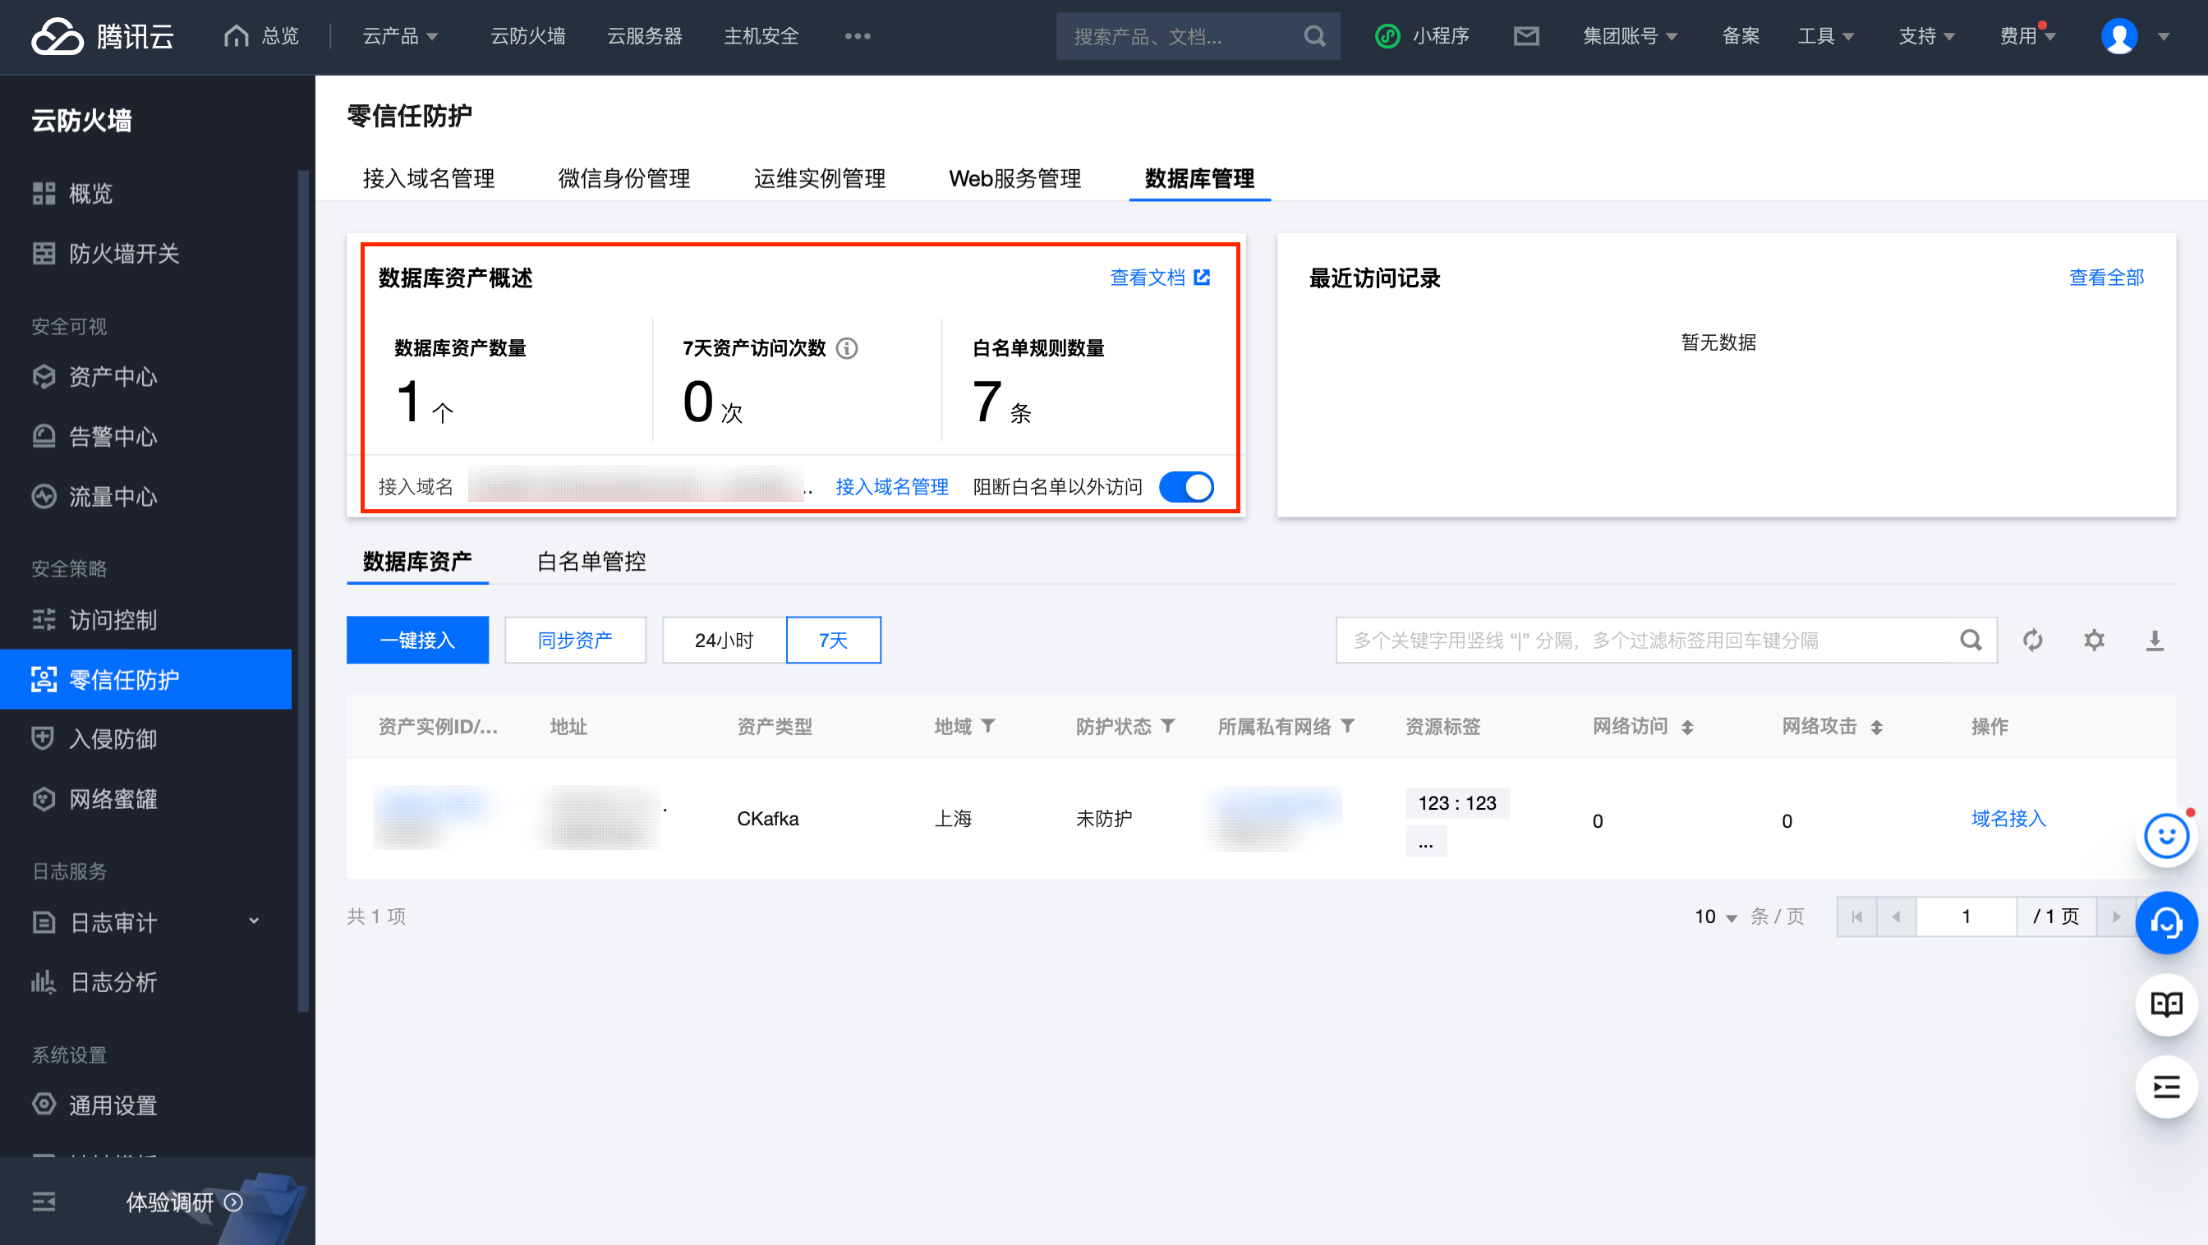 腾讯云 总览 云产品 云防火墙 云服务器 主机安全 ••• 搜索产品、文档... 小程序 集团账号 备案 工具 支持 费用
云防火墙
概览
防火墙开关
安全可视
资产中心
告警中心
流量中心
安全策略
访问控制
零信任防护
入侵防御
网络蜜罐
日志服务
日志审计
日志分析
系统设置
通用设置
体验调研
零信任防护
接入域名管理 微信身份管理 运维实例管理 Web服务管理 数据库管理
数据库资产概述 查看文档
数据库资产数量 7天资产访问次数 白名单规则数量
1 个 0 次 7 条
接入域名 .. 接入域名管理 阻断白名单以外访问
最近访问记录 查看全部
暂无数据
数据库资产 白名单管控
一键接入 同步资产 24小时 7天 多个关键字用竖线 “|” 分隔，多个过滤标签用回车键分隔
资产实例ID/... 地址 资产类型 地域 防护状态 所属私有网络 资源标签 网络访问 网络攻击 操作
CKafka 上海 未防护 123 : 123 0 0 域名接入
...
共 1 项 10 条 / 页 1 / 1 页